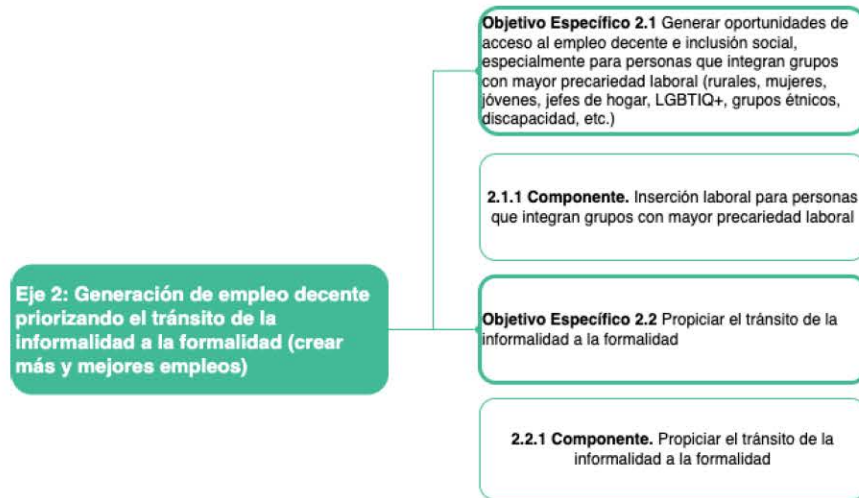 Objetivo Específico 2.1 Generar oportunidades de
acceso al empleo decente e inclusión social,
especialmente para personas que integran grupos
con mayor precariedad laboral (rurales, mujeres,
jóvenes, jefes de hogar, LGBTIQ+, grupos étnicos,
discapacidad, etc.)
2.1.1 Componente. Inserción laboral para personas
que integran grupos con mayor precariedad laboral
Eje 2: Generación de empleo decente
priorizando el tránsito de la
informalidad a la formalidad (crear
más y mejores empleos)
Objetivo Específico 2.2 Propiciar el tránsito de la
informalidad a la formalidad
2.2.1 Componente. Propiciar el tránsito de la
informalidad a la formalidad